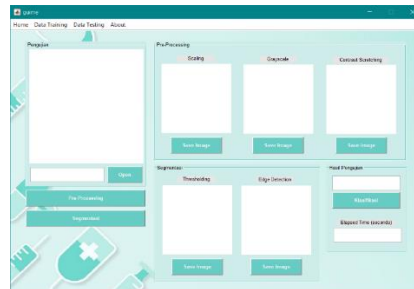 game
Home Data Training Data Testing About
Pengujian
Open
Pre-Processing
Segmentasi
Pre-Processing
Scaling
Grayscale
Contrast Stretching
Save Image
Save Image
Save Image
Segmentasi
Thresholding
Edge Detection
Save Image
Save Image
Hasil Pengujian
Klasifikasi
Elapsed Time (seconds)